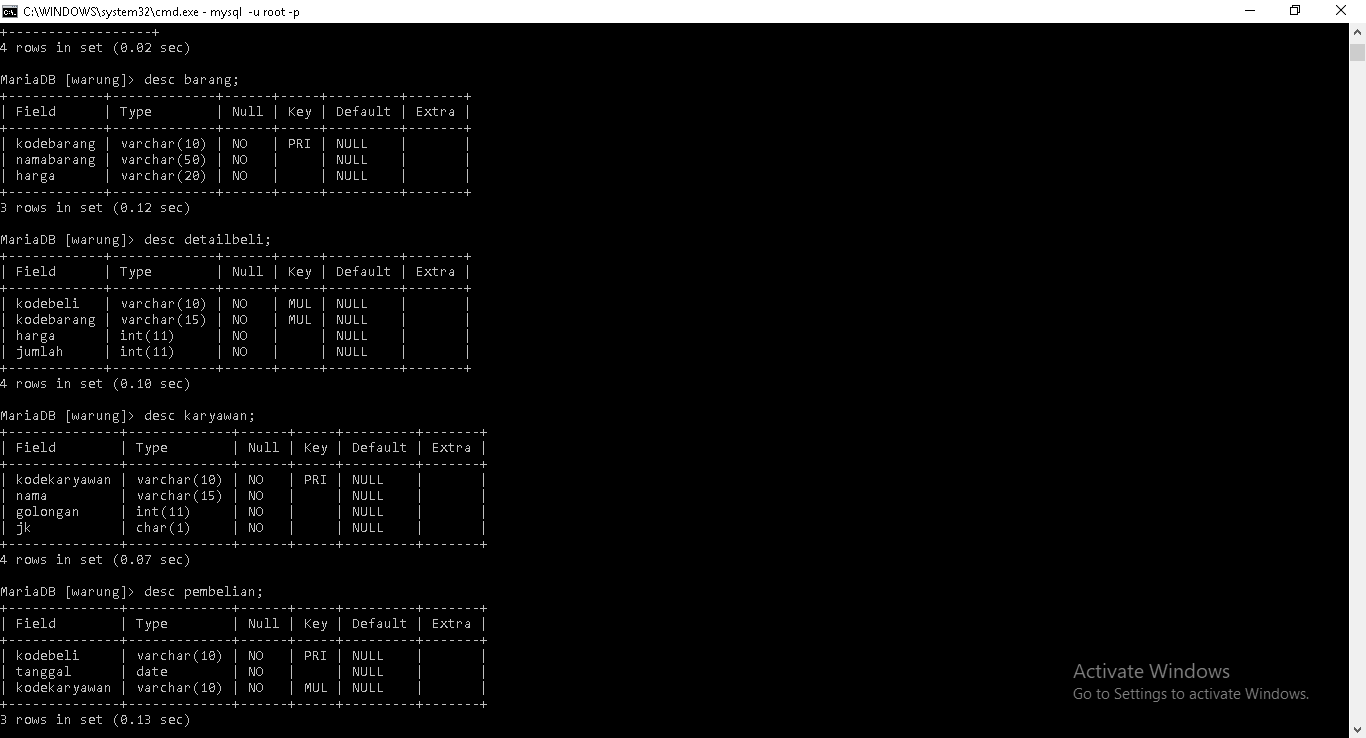 C:\WINDOWS\system32\cmd.exe - mysql -u root -p
+------------------+
4 rows in set (0.02 sec)
MariaDB [warung]> desc barang;
+------------+-------------+------+-----+---------+-------+
| Field      | Type        | Null | Key | Default | Extra |
+------------+-------------+------+-----+---------+-------+
| kodebarang | varchar(10) | NO   | PRI | NULL    |       |
| namabarang | varchar(50) | NO   |     | NULL    |       |
| harga      | varchar(20) | NO   |     | NULL    |       |
+------------+-------------+------+-----+---------+-------+
3 rows in set (0.12 sec)
MariaDB [warung]> desc detailbeli;
+------------+-------------+------+-----+---------+-------+
| Field      | Type        | Null | Key | Default | Extra |
+------------+-------------+------+-----+---------+-------+
| kodebeli   | varchar(10) | NO   | MUL | NULL    |       |
| kodebarang | varchar(15) | NO   | MUL | NULL    |       |
| harga      | int(11)     | NO   |     | NULL    |       |
| jumlah     | int(11)     | NO   |     | NULL    |       |
+------------+-------------+------+-----+---------+-------+
4 rows in set (0.10 sec)
MariaDB [warung]> desc karyawan;
+--------------+-------------+------+-----+---------+-------+
| Field        | Type        | Null | Key | Default | Extra |
+--------------+-------------+------+-----+---------+-------+
| kodekaryawan | varchar(10) | NO   | PRI | NULL    |       |
| nama         | varchar(15) | NO   |     | NULL    |       |
| golongan     | int(11)     | NO   |     | NULL    |       |
| jk           | char(1)     | NO   |     | NULL    |       |
+--------------+-------------+------+-----+---------+-------+
4 rows in set (0.07 sec)
MariaDB [warung]> desc pembelian;
+--------------+-------------+------+-----+---------+-------+
| Field        | Type        | Null | Key | Default | Extra |
+--------------+-------------+------+-----+---------+-------+
| kodebeli     | varchar(10) | NO   | PRI | NULL    |       |
| tanggal      | date        | NO   |     | NULL    |       |
| kodekaryawan | varchar(10) | NO   | MUL | NULL    |       |
+--------------+-------------+------+-----+---------+-------+
3 rows in set (0.13 sec)
Activate Windows
Go to Settings to activate Windows.